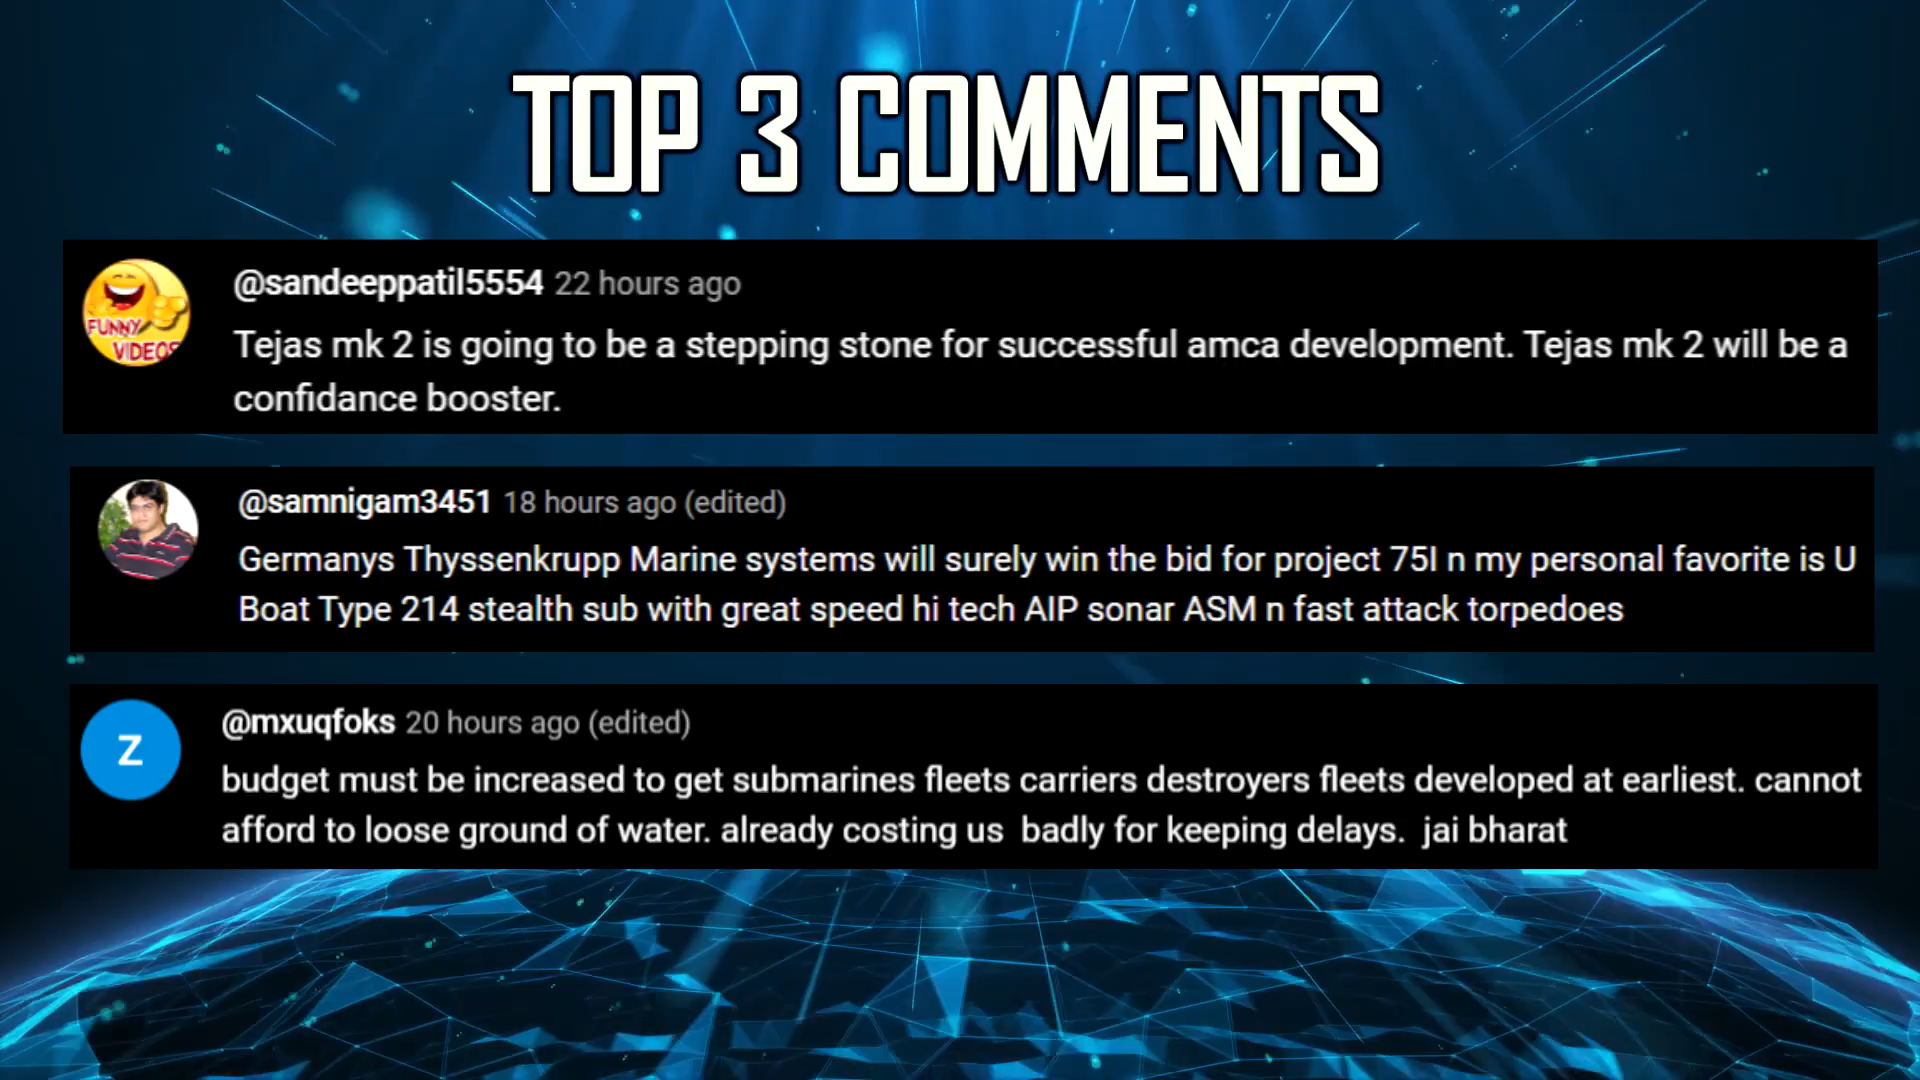 TOP 3 COMMENTS
FUNNY
VIDEOS
@sandeeppatil5554 22 hours ago
Tejas mk 2 is going to be a stepping stone for successful amca development. Tejas mk 2 will be a
confidance booster.
@samnigam3451 18 hours ago (edited)
Germanys Thyssenkrupp Marine systems will surely win the bid for project 75I n my personal favorite is U
Boat Type 214 stealth sub with great speed hi tech AIP sonar ASM n fast attack torpedoes
Z
@mxuqfoks 20 hours ago (edited)
budget must be increased to get submarines fleets carriers destroyers fleets developed at earliest. cannot
afford to loose ground of water. already costing us  badly for keeping delays.  jai bharat